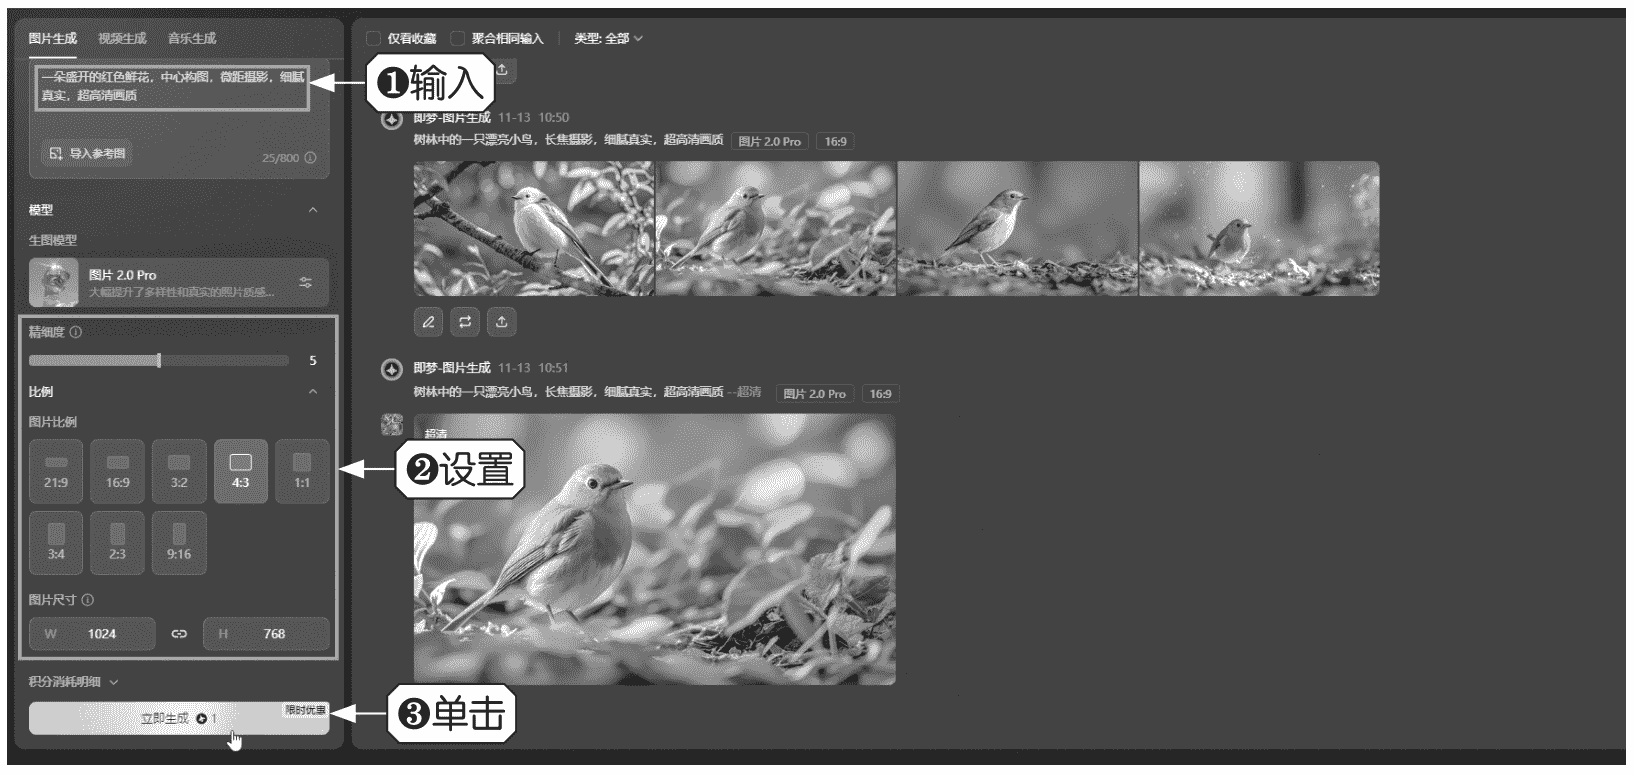 图片生成 视频生成 音乐生成
一朵盛开的红色鲜花，中心构图，微距摄影，细腻
真实，超高清画质
导入参考图
25/800
模型
生图模型
图片 2.0 Pro
大幅提升了多样性和真实的照片质感...
精细度
5
比例
图片比例
21:9 16:9 3:2 4:3 1:1
3:4 2:3 9:16
图片尺寸
W 1024 H 768
积分消耗明细
限时优惠
立即生成 1
仅看收藏 聚合相同输入 类型: 全部
❶输入
即梦-图片生成 11-13 10:50
树林中的一只漂亮小鸟，长焦摄影，细腻真实，超高清画质 图片 2.0 Pro 16:9
即梦-图片生成 11-13 10:51
树林中的一只漂亮小鸟，长焦摄影，细腻真实，超高清画质 --超清 图片 2.0 Pro 16:9
超清
❷设置
❸单击